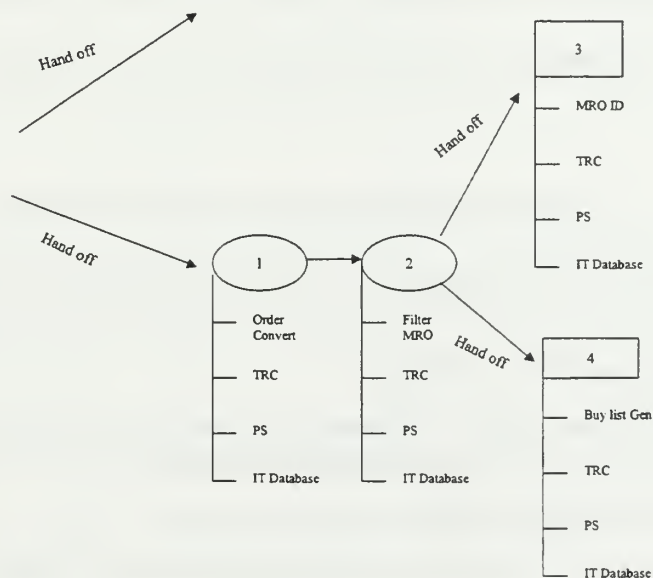 Hand off
3
MRO ID
Hand off
TRC
PS
Hand off
1
2
IT Database
Order
Convert
Filter
MRO
Hand off
4
TRC
TRC
Buy list Gen
PS
PS
TRC
IT Database
IT Database
PS
IT Database